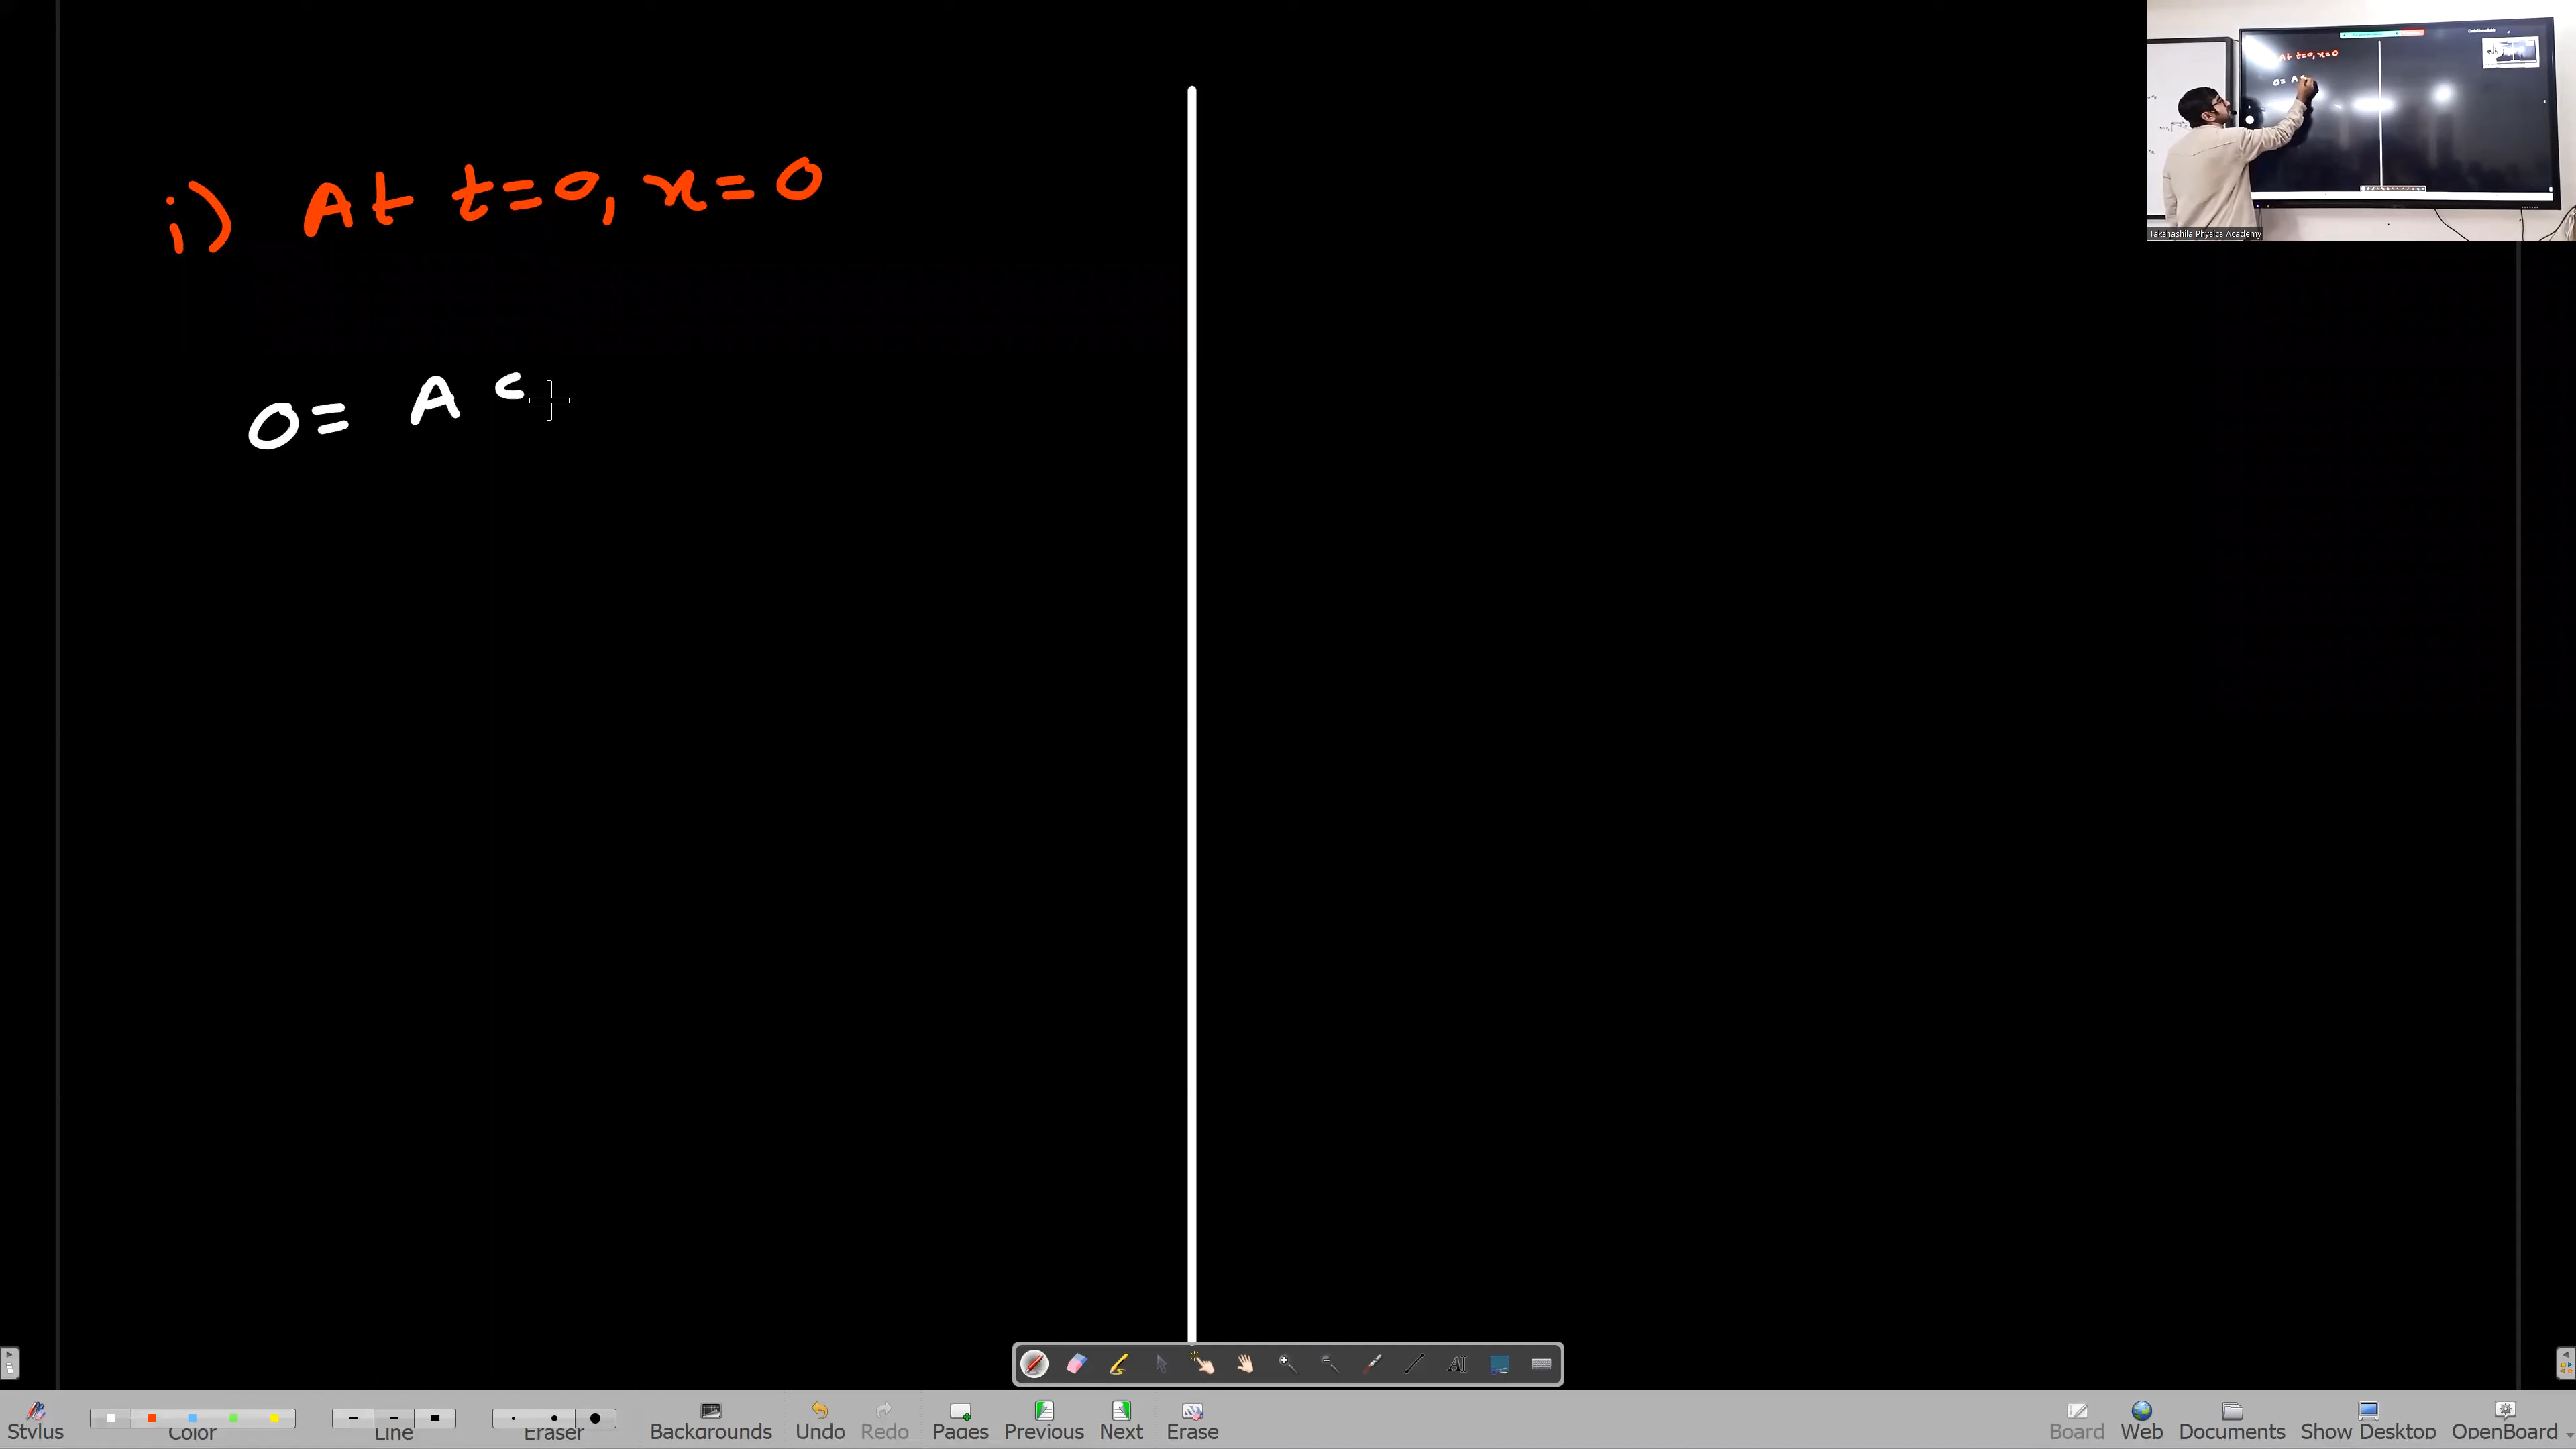 i) At t=0, x=0
0= A c
Takshashila Physics Academy
Stylus
Color
Line
Eraser
Backgrounds
Undo
Redo
Pages
Previous
Next
Erase
Board
Web
Documents
Show Desktop
OpenBoard